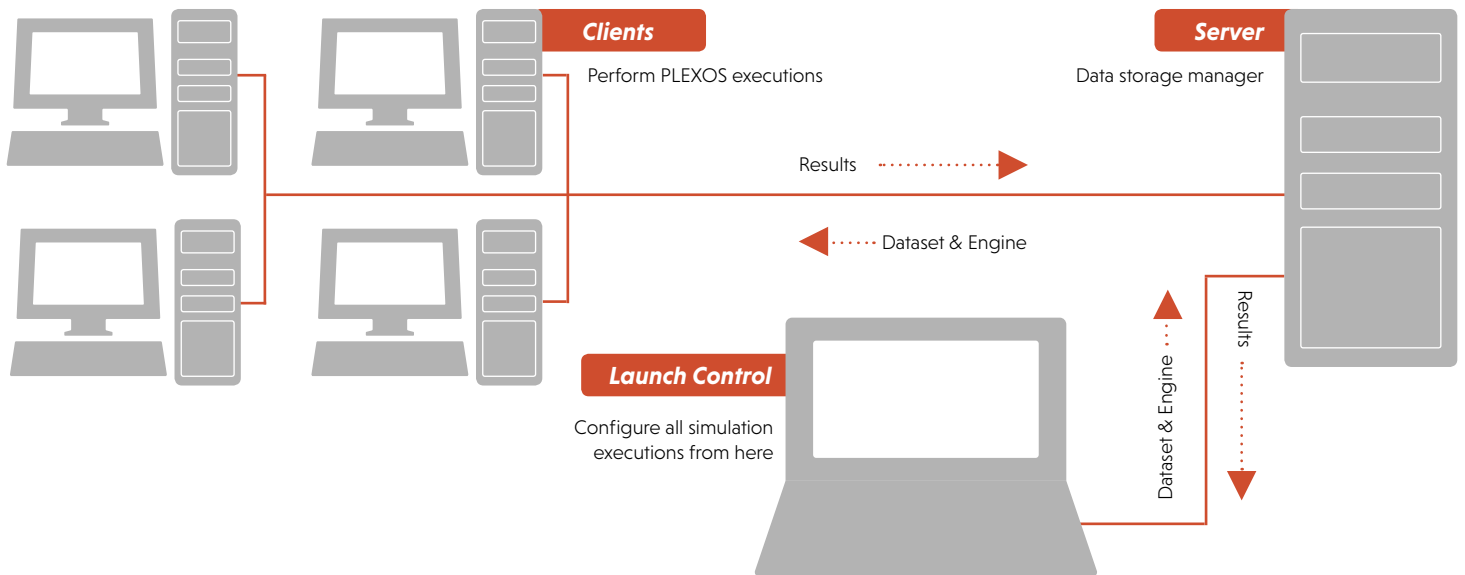 Clients
Perform PLEXOS executions
Server
Data storage manager
Results
Dataset & Engine
Launch Control
Configure all simulation
executions from here
Dataset & Engine
Results